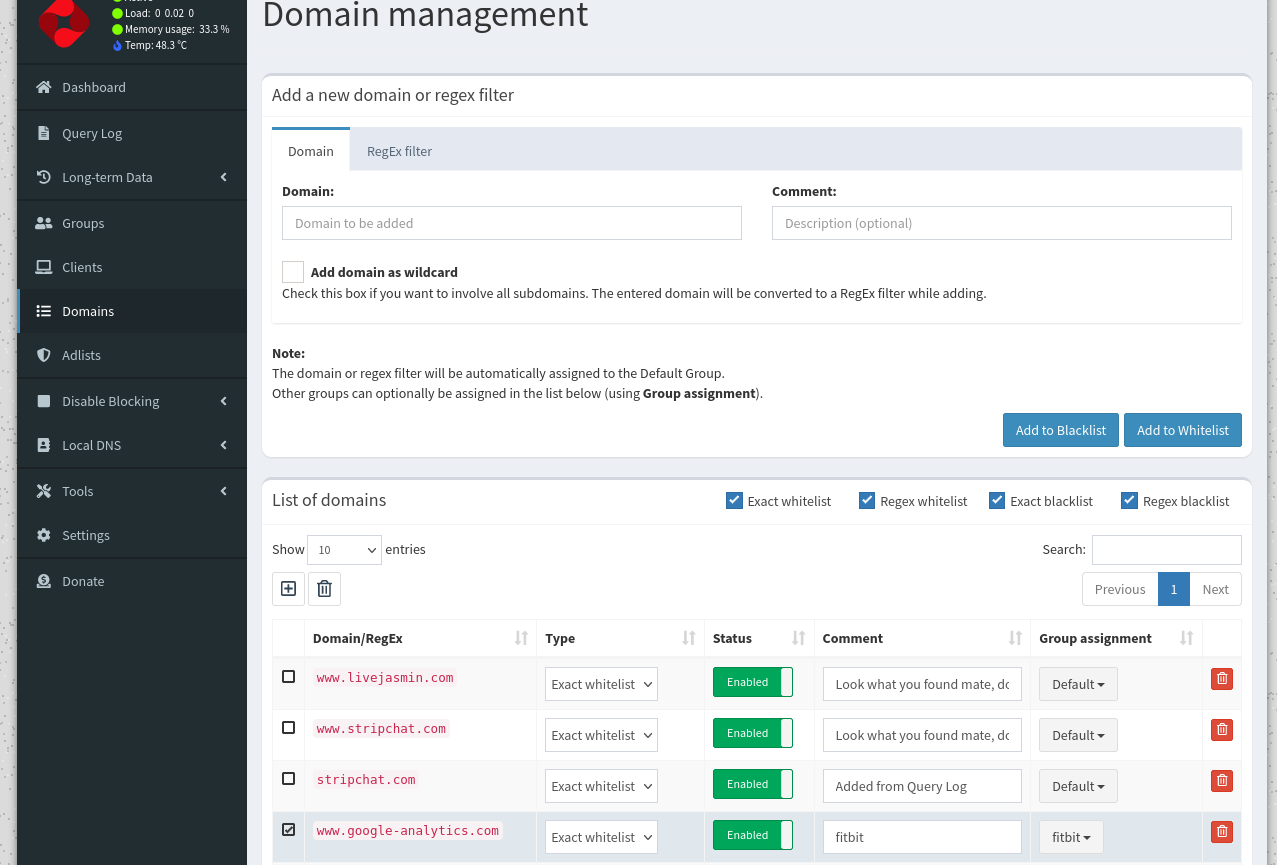 Domain management
Load: 0 0.02 0
Memory usage: 33.3 %
Temp: 48.3 °C
Dashboard
Query Log
Long-term Data
Groups
Clients
Domains
Adlists
Disable Blocking
Local DNS
Tools
Settings
Donate
Add a new domain or regex filter
Domain RegEx filter
Domain: Comment:
Domain to be added Description (optional)
Add domain as wildcard
Check this box if you want to involve all subdomains. The entered domain will be converted to a RegEx filter while adding.
Note:
The domain or regex filter will be automatically assigned to the Default Group.
Other groups can optionally be assigned in the list below (using Group assignment).
Add to Blacklist Add to Whitelist
List of domains Exact whitelist Regex whitelist Exact blacklist Regex blacklist
Show 10 entries Search:
Previous 1 Next
Domain/RegEx Type Status Comment Group assignment
www.livejasmin.com Exact whitelist Enabled Look what you found mate, dc Default
www.stripchat.com Exact whitelist Enabled Look what you found mate, dc Default
stripchat.com Exact whitelist Enabled Added from Query Log Default
www.google-analytics.com Exact whitelist Enabled fitbit fitbit